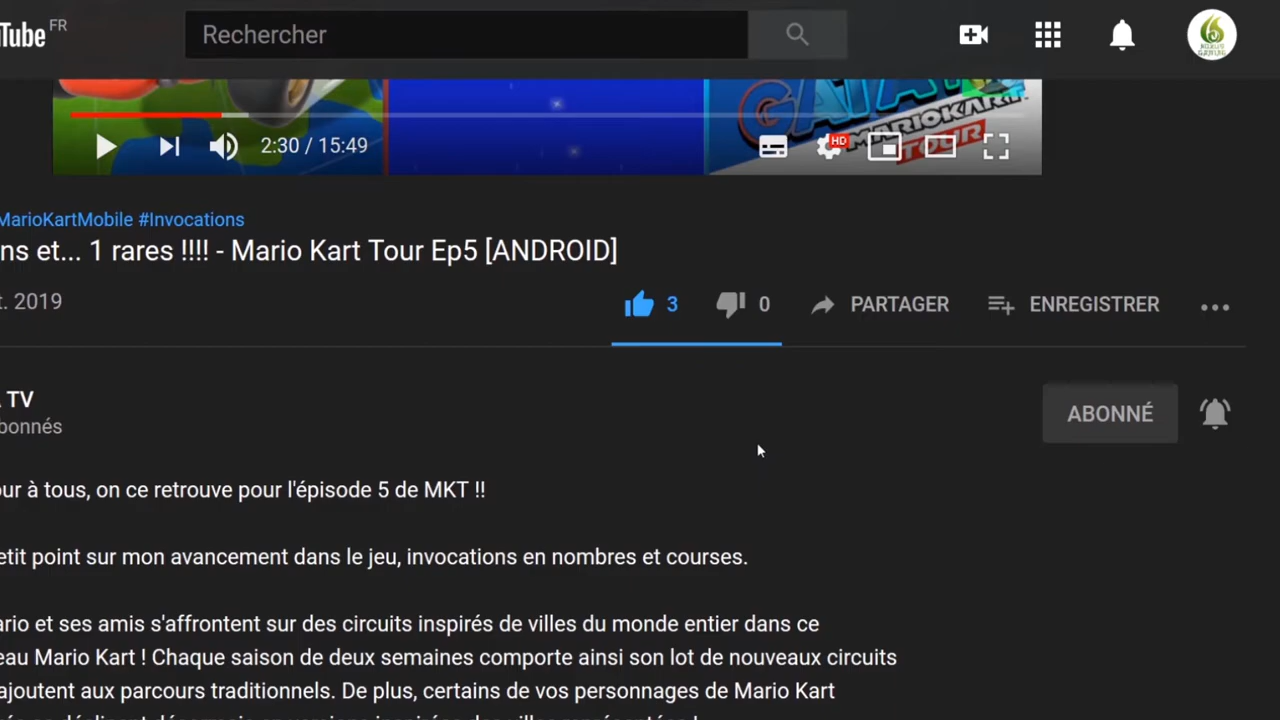 Tube FR
Rechercher
GATAR
MARIOKART
TOUR
2:30 / 15:49
HD
MarioKartMobile #Invocations
ns et... 1 rares !!!! - Mario Kart Tour Ep5 [ANDROID]
t. 2019
3
0
PARTAGER
ENREGISTRER
TV
bonnés
ABONNÉ
ur à tous, on ce retrouve pour l'épisode 5 de MKT !!
etit point sur mon avancement dans le jeu, invocations en nombres et courses.
ario et ses amis s'affrontent sur des circuits inspirés de villes du monde entier dans ce
eau Mario Kart ! Chaque saison de deux semaines comporte ainsi son lot de nouveaux circuits
ajoutent aux parcours traditionnels. De plus, certains de vos personnages de Mario Kart